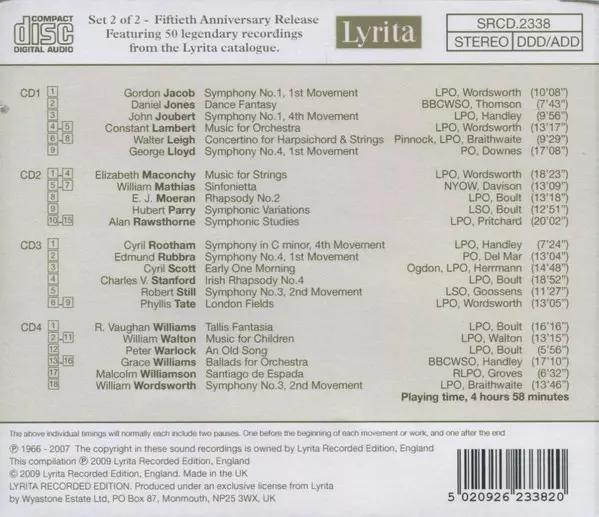 COMPACT
disc
DIGITAL AUDIO
Set 2 of 2 - Fiftieth Anniversary Release
Featuring 50 legendary recordings
from the Lyrita catalogue.
Lyrita
SRCD.2338
STEREO DDD/ADD
CD1 1 Gordon Jacob Symphony No.1, 1st Movement LPO, Wordsworth (10'08")
2 Daniel Jones Dance Fantasy BBCWSO, Thomson (7'43")
3 John Joubert Symphony No.1, 4th Movement LPO, Handley (9'56")
4 - 5 Constant Lambert Music for Orchestra LPO, Wordsworth (13'17")
6 - 8 Walter Leigh Concertino for Harpsichord & Strings Pinnock, LPO, Braithwaite (9'29")
9 George Lloyd Symphony No.4, 1st Movement PO, Downes (17'08")
CD2 1 - 4 Elizabeth Maconchy Music for Strings LPO, Wordsworth (18'23")
5 - 7 William Mathias Sinfonietta NYOW, Davison (13'09")
8 E. J. Moeran Rhapsody No.2 LPO, Boult (13'18")
9 Hubert Parry Symphonic Variations LSO, Boult (12'51")
10 - 15 Alan Rawsthorne Symphonic Studies LPO, Pritchard (20'02")
CD3 1 Cyril Rootham Symphony in C minor, 4th Movement LPO, Handley (7'24")
2 Edmund Rubbra Symphony No.4, 1st Movement PO, Del Mar (13'04")
3 Cyril Scott Early One Morning Ogdon, LPO, Herrmann (14'48")
4 Charles V. Stanford Irish Rhapsody No.4 LPO, Boult (18'52")
5 Robert Still Symphony No.3, 2nd Movement LSO, Goossens (11'27")
6 - 9 Phyllis Tate London Fields LPO, Wordsworth (13'05")
CD4 1 R. Vaughan Williams Tallis Fantasia LPO, Boult (16'16")
2 - 11 William Walton Music for Children LPO, Walton (13'15")
12 Peter Warlock An Old Song LPO, Boult (5'56")
13 - 16 Grace Williams Ballads for Orchestra BBCWSO, Handley (17'10")
17 Malcolm Williamson Santiago de Espada RLPO, Groves (6'32")
18 William Wordsworth Symphony No.3, 2nd Movement LPO, Braithwaite (13'46")
Playing time, 4 hours 58 minutes
The above individual timings will normally each include two pauses. One before the beginning of each movement or work, and one after the end
℗ 1966 - 2007 The copyright in these sound recordings is owned by Lyrita Recorded Edition, England
This compilation ℗ 2009 Lyrita Recorded Edition, England
© 2009 Lyrita Recorded Edition, England. Made in the UK
LYRITA RECORDED EDITION. Produced under an exclusive license from Lyrita
by Wyastone Estate Ltd, PO Box 87, Monmouth, NP25 3WX, UK
5 020926 233820